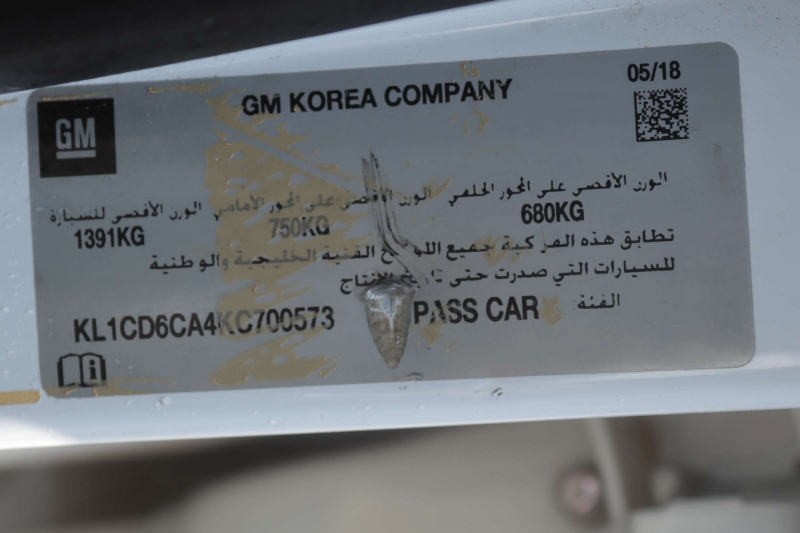 05/18
GM
GM KOREA COMPANY
الوزن الأقصى على المحور الخلفي الوزن الأقصى على المحور الأمامي الوزن الأقصى للسيارة
680KG 750KG 1391KG
تطابق هذه المركبة جميع اللوائح الفنية الخليجية والوطنية
للسيارات التي صدرت حتى تاريخ الإنتاج
KL1CD6CA4KC700573 PASS CAR الفئة
i